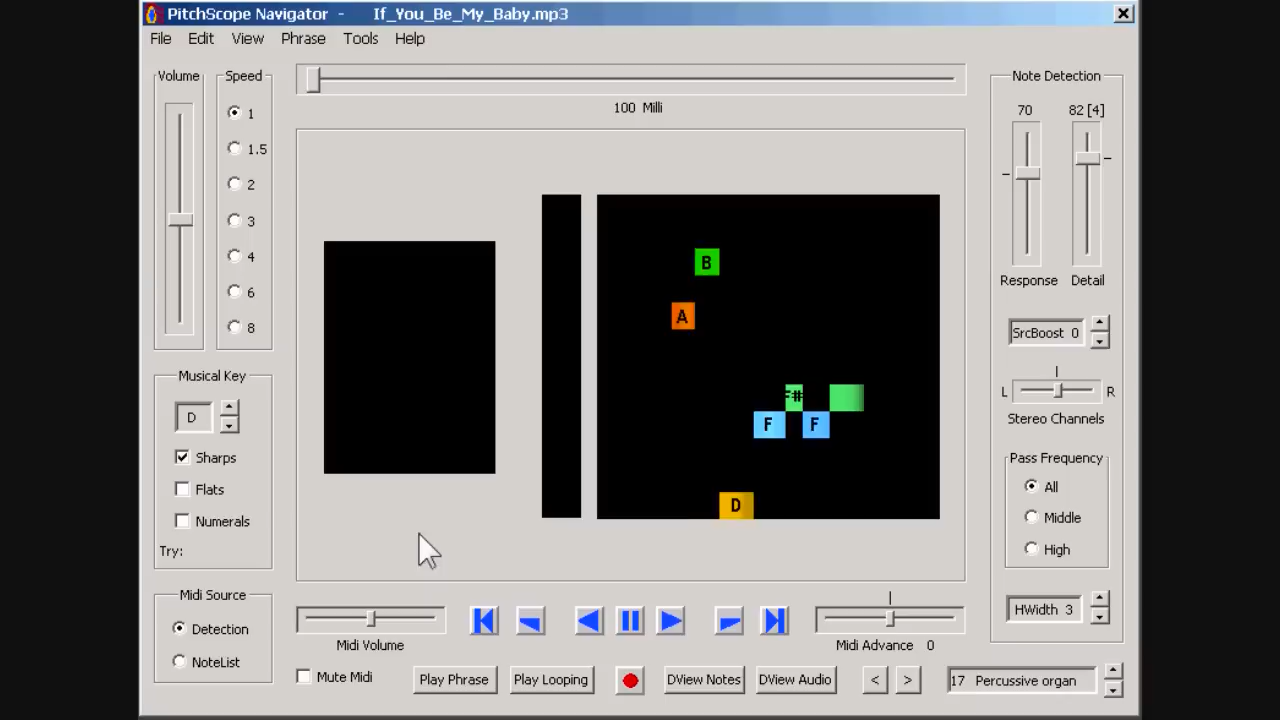 PitchScope Navigator - If_You_Be_My_Baby.mp3
File Edit View Phrase Tools Help
Volume
Speed
1
1.5
2
3
4
6
8
100 Milli
Note Detection
70 82 [4]
Response Detail
SrcBoost 0
L R
Stereo Channels
Pass Frequency
All
Middle
High
HWidth 3
B
A
F#
F F
D
Musical Key
D
Sharps
Flats
Numerals
Try:
Midi Source
Detection
NoteList
Midi Volume
Midi Advance 0
Mute Midi
Play Phrase
Play Looping
DView Notes
DView Audio
< >
17 Percussive organ